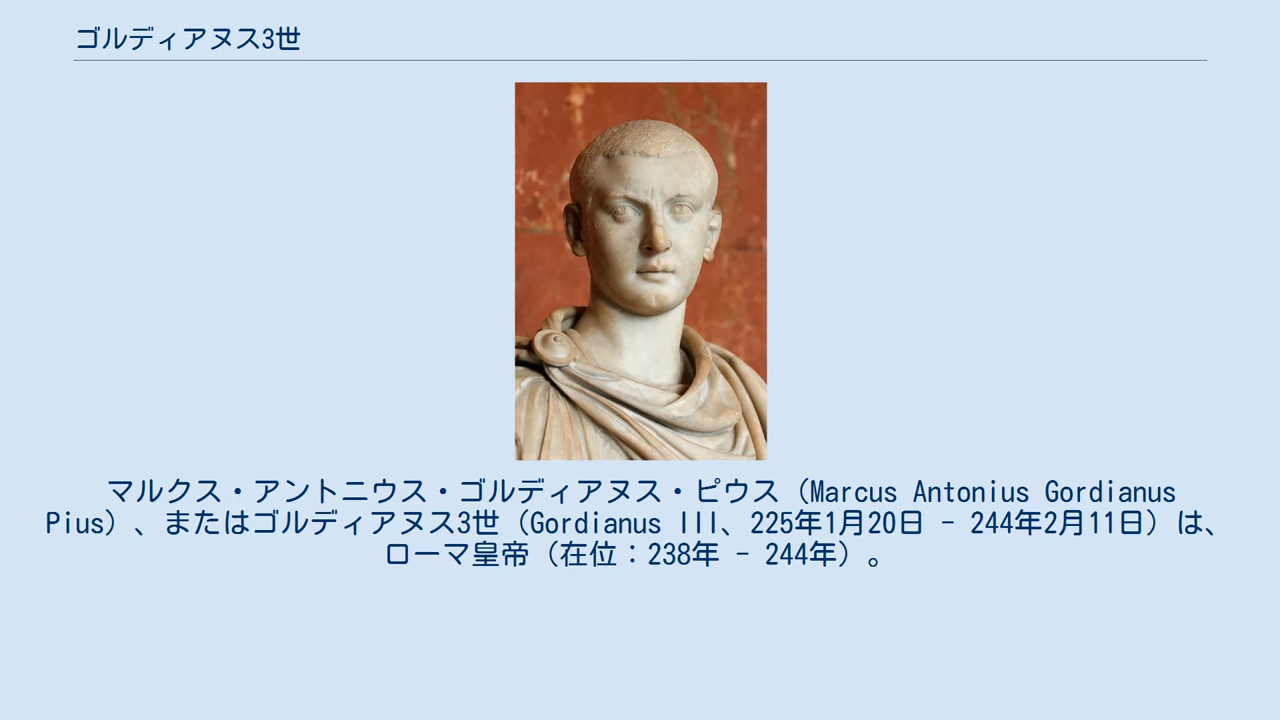 ゴルディアヌス3世
マルクス・アントニウス・ゴルディアヌス・ピウス（Marcus Antonius Gordianus
Pius）、またはゴルディアヌス3世（Gordianus III、225年1月20日 - 244年2月11日）は、
ローマ皇帝（在位：238年 - 244年）。